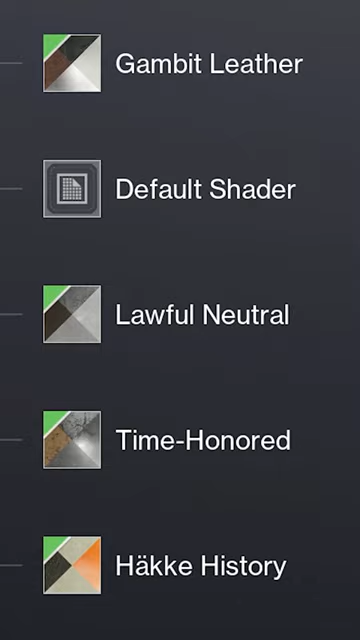 Gambit Leather
Default Shader
Lawful Neutral
Time-Honored
Häkke History